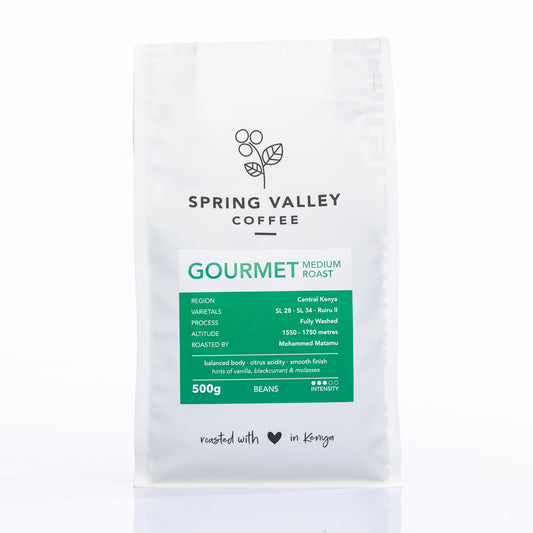 SPRING VALLEY
COFFEE
GOURMET MEDIUM ROAST
REGION Central Kenya
VARIETALS SL 28 - SL 34 - Ruiru II
PROCESS Fully Washed
ALTITUDE 1550 - 1750 metres
ROASTED BY Mohammed Matamu
balanced body - citrus acidity - smooth finish
hints of vanilla, blackcurrant & molasses
500g BEANS INTENSITY
roasted with ♥ in Kenya